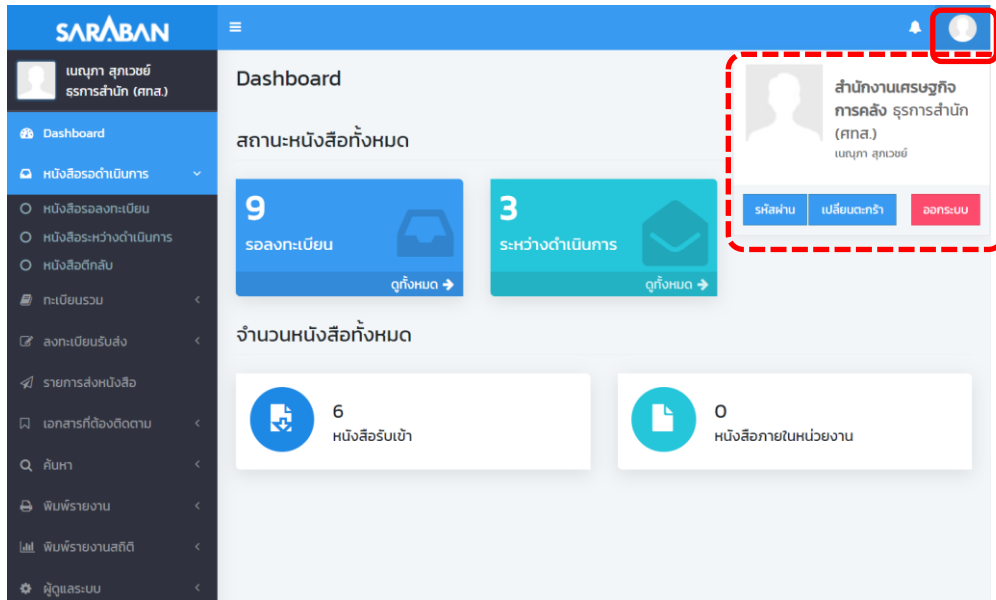 SARABAN
เนญภา สุภเวชย์
ธุรการสำนัก (ศทส.)
Dashboard
หนังสือรอดำเนินการ
หนังสือรอลงทะเบียน
หนังสือระหว่างดำเนินการ
หนังสือตีกลับ
ทะเบียนรวม
ลงทะเบียนรับส่ง
รายการส่งหนังสือ
เอกสารที่ต้องติดตาม
ค้นหา
พิมพ์รายงาน
พิมพ์รายงานสถิติ
ผู้ดูแลระบบ
Dashboard
สถานะหนังสือทั้งหมด
9
รอลงทะเบียน
ดูทั้งหมด
3
ระหว่างดำเนินการ
ดูทั้งหมด
จำนวนหนังสือทั้งหมด
6
หนังสือรับเข้า
0
หนังสือภายในหน่วยงาน
สำนักงานเศรษฐกิจ
การคลัง ธุรการสำนัก
(ศทส.)
เนญภา สุภเวชย์
รหัสผ่าน
เปลี่ยนตะกร้า
ออกระบบ